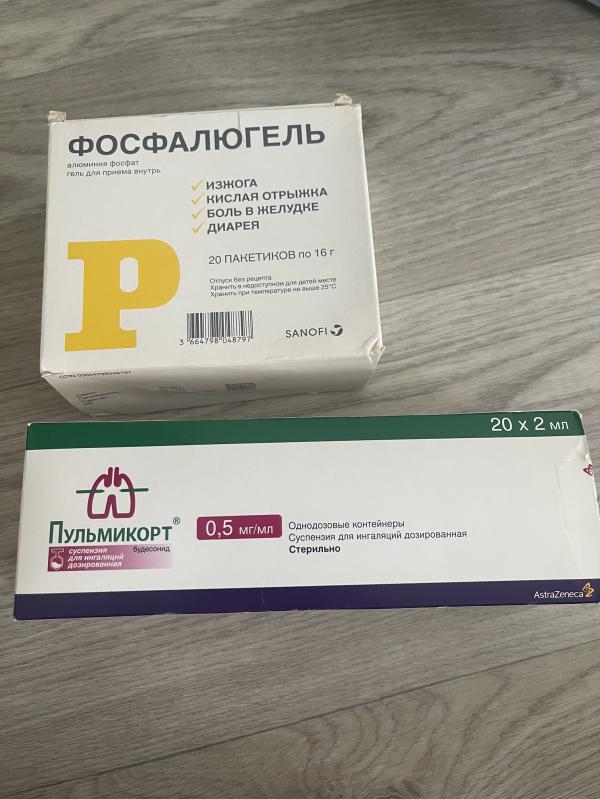 ФОСФАЛЮГЕЛЬ
алюминия фосфат
гель для приема внутрь
ИЗЖОГА
КИСЛАЯ ОТРЫЖКА
БОЛЬ В ЖЕЛУДКЕ
ДИАРЕЯ
20 ПАКЕТИКОВ по 16 г
P
Отпуск без рецепта
Хранить в недоступном для детей месте
Хранить при температуре не выше 25°С
3 664798 048797
SANOFI
GTIN 03664798048797
20 x 2 мл
Пульмикорт®
будесонид
суспензия
для ингаляций
дозированная
0,5 мг/мл
Однодозовые контейнеры
Суспензия для ингаляций дозированная
Стерильно
AstraZeneca